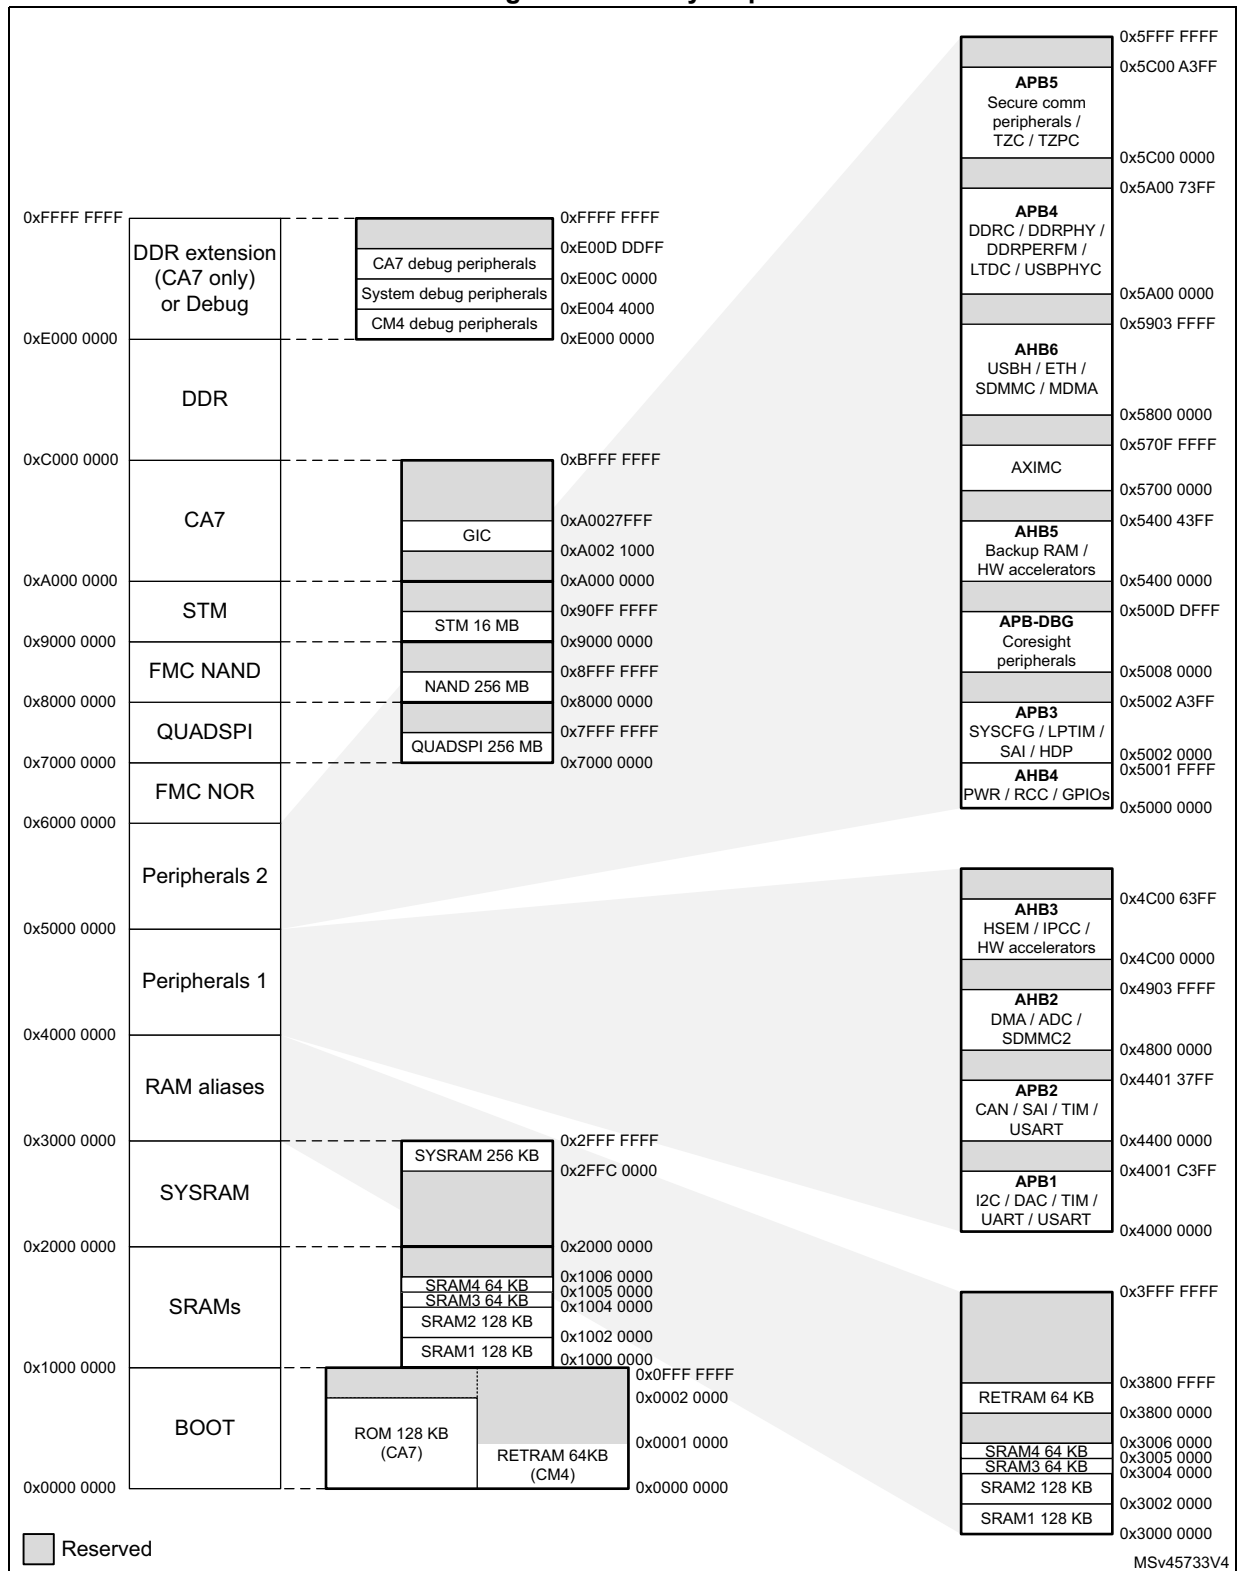 0xFFFF FFFF
DDR extension
(CA7 only)
or Debug
0xE000 0000
DDR
0xC000 0000
CA7
0xA000 0000
STM
0x9000 0000
FMC NAND
0x8000 0000
QUADSPI
0x7000 0000
FMC NOR
0x6000 0000
Peripherals 2
0x5000 0000
Peripherals 1
0x4000 0000
RAM aliases
0x3000 0000
SYSRAM
0x2000 0000
SRAMs
0x1000 0000
BOOT
0x0000 0000
0xFFFF FFFF
0xE00D DDFF
CA7 debug peripherals
0xE00C 0000
System debug peripherals
0xE004 4000
CM4 debug peripherals
0xE000 0000
0xBFFF FFFF
0xA0027FFF
GIC
0xA002 1000
0xA000 0000
0x90FF FFFF
STM 16 MB
0x9000 0000
0x8FFF FFFF
NAND 256 MB
0x8000 0000
0x7FFF FFFF
QUADSPI 256 MB
0x7000 0000
0x2FFF FFFF
SYSRAM 256 KB
0x2FFC 0000
0x2000 0000
0x1006 0000
SRAM4 64 KB
0x1005 0000
SRAM3 64 KB
0x1004 0000
SRAM2 128 KB
0x1002 0000
SRAM1 128 KB
0x1000 0000
0x0FFF FFFF
0x0002 0000
ROM 128 KB
(CA7)
0x0001 0000
RETRAM 64KB
(CM4)
0x0000 0000
0x5FFF FFFF
0x5C00 A3FF
APB5
Secure comm
peripherals /
TZC / TZPC
0x5C00 0000
0x5A00 73FF
APB4
DDRC / DDRPHY /
DDRPERFM /
LTDC / USBPHYC
0x5A00 0000
0x5903 FFFF
AHB6
USBH / ETH /
SDMMC / MDMA
0x5800 0000
0x570F FFFF
AXIMC
0x5700 0000
0x5400 43FF
AHB5
Backup RAM /
HW accelerators
0x5400 0000
0x500D DFFF
APB-DBG
Coresight
peripherals
0x5008 0000
0x5002 A3FF
APB3
SYSCFG / LPTIM /
SAI / HDP
0x5002 0000
0x5001 FFFF
AHB4
PWR / RCC / GPIOs
0x5000 0000
0x4C00 63FF
AHB3
HSEM / IPCC /
HW accelerators
0x4C00 0000
0x4903 FFFF
AHB2
DMA / ADC /
SDMMC2
0x4800 0000
0x4401 37FF
APB2
CAN / SAI / TIM /
USART
0x4400 0000
0x4001 C3FF
APB1
I2C / DAC / TIM /
UART / USART
0x4000 0000
0x3FFF FFFF
0x3800 FFFF
RETRAM 64 KB
0x3800 0000
0x3006 0000
SRAM4 64 KB
0x3005 0000
SRAM3 64 KB
0x3004 0000
SRAM2 128 KB
0x3002 0000
SRAM1 128 KB
0x3000 0000
Reserved
MSv45733V4